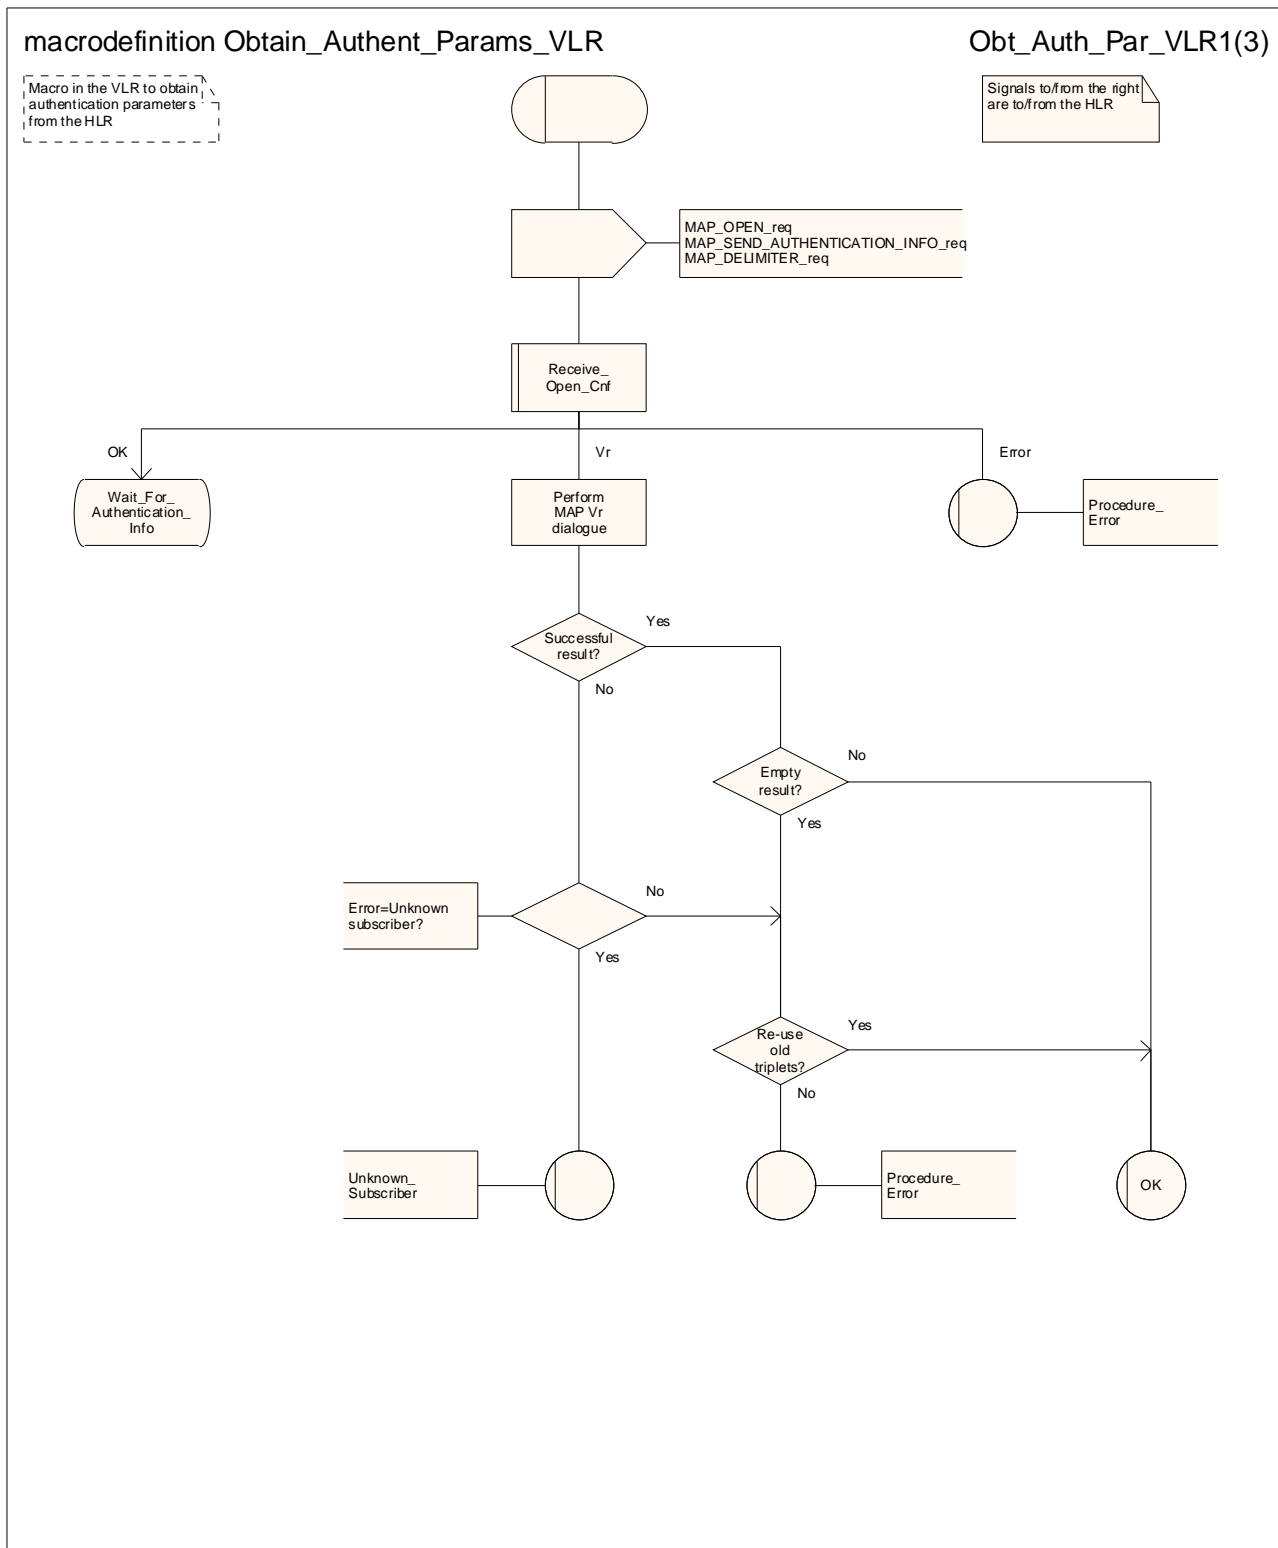 macrodefinition Obtain_Authent_Params_VLR
Obt_Auth_Par_VLR1(3)
Macro in the VLR to obtain
authentication parameters
from the HLR
Signals to/from the right
are to/from the HLR
MAP_OPEN_req
MAP_SEND_AUTHENTICATION_INFO_req
MAP_DELIMITER_req
Receive_
Open_Cnf
OK
Vr
Error
Wait_For_
Authentication_
Info
Perform
MAP Vr
dialogue
Procedure_
Error
Successful
result?
Yes
No
Empty
result?
No
Yes
Error=Unknown
subscriber?
No
Yes
Re-use
old
triplets?
Yes
No
Unknown_
Subscriber
Procedure_
Error
OK